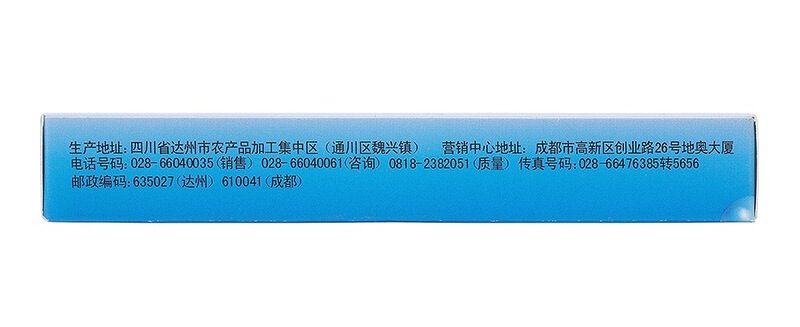 生产地址:四川省达州市农产品加工集中区（通川区魏兴镇） 营销中心地址: 成都市高新区创业路26号地奥大厦
电话号码:028-66040035(销售) 028-66040061(咨询) 0818-2382051(质量) 传真号码:028-66476385转5656
邮政编码:635027(达州) 610041(成都)